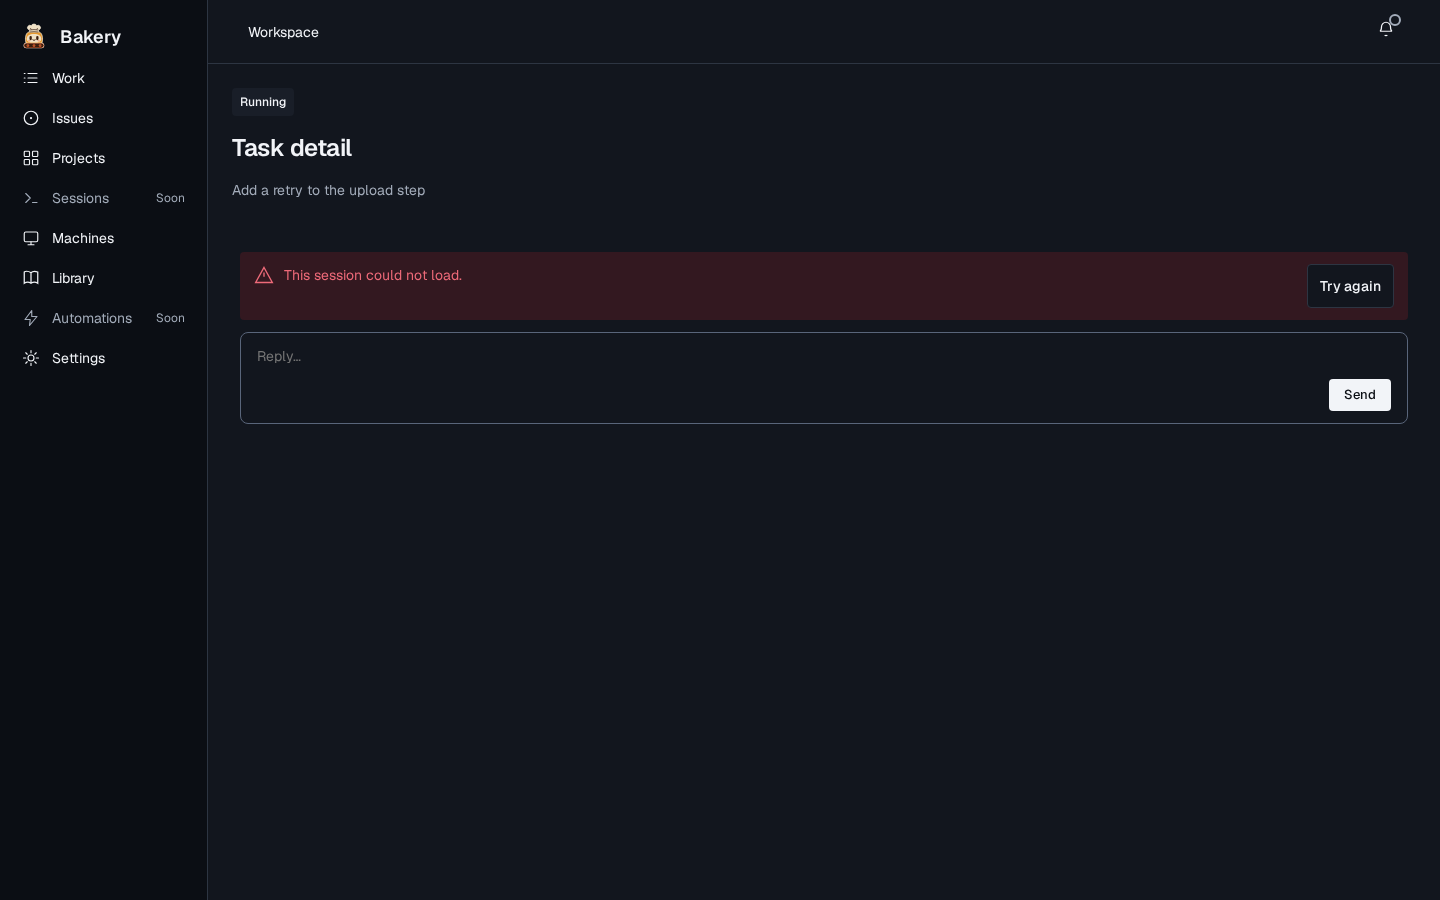 Bakery
Work
Issues
Projects
Sessions Soon
Machines
Library
Automations Soon
Settings
Workspace
Running
Task detail
Add a retry to the upload step
This session could not load.
Try again
Reply...
Send